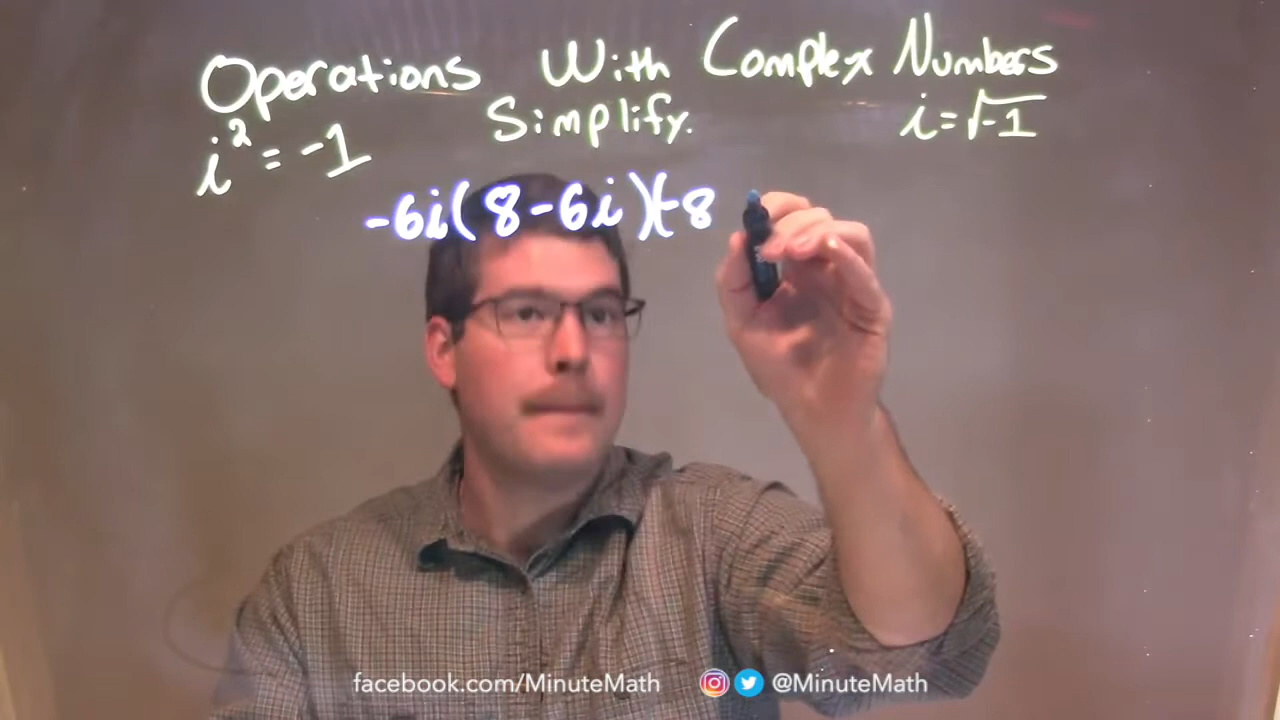 Operations With Complex Numbers
Simplify.
i=√-1
i²=-1
-6i(8-6i)(-8
facebook.com/MinuteMath @MinuteMath